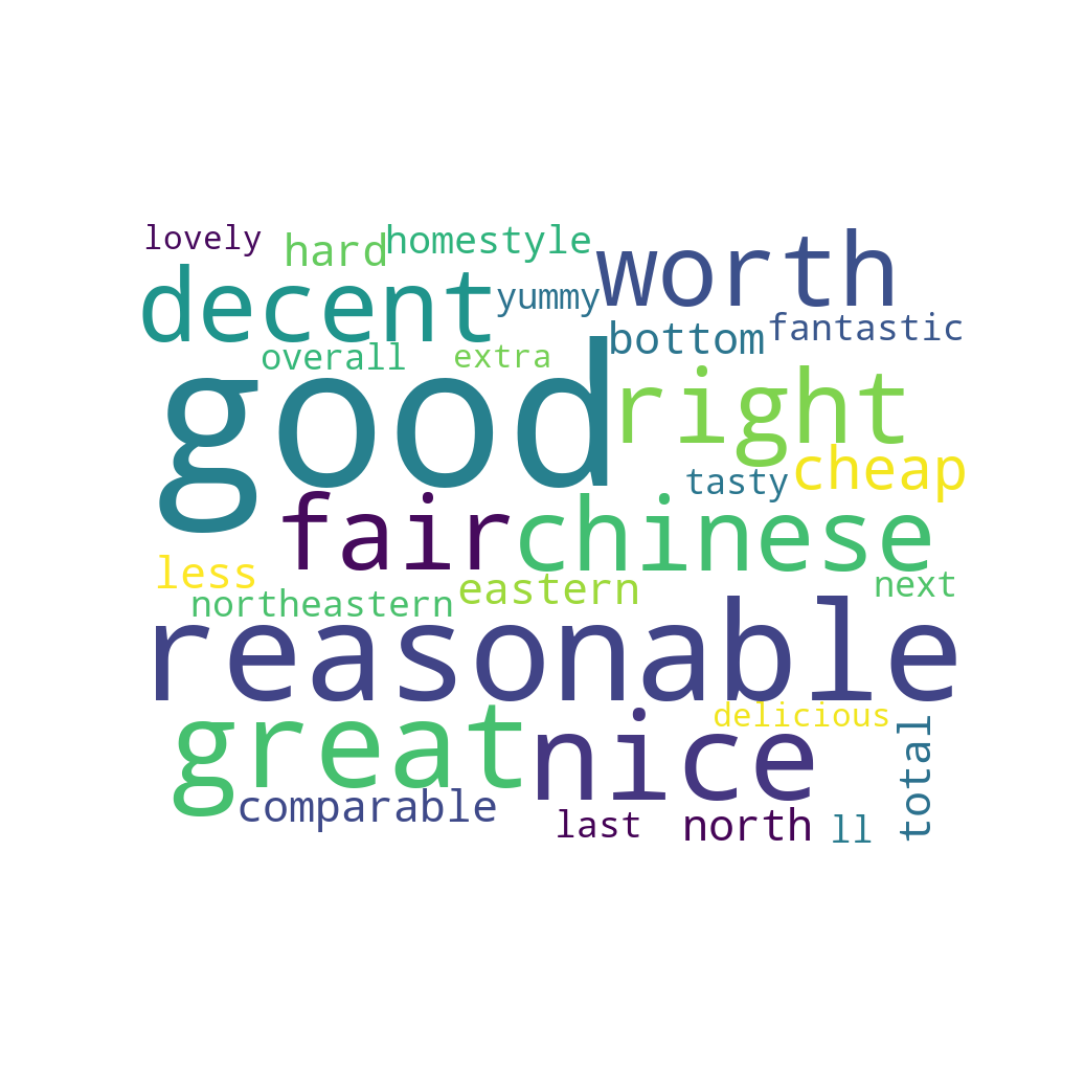 lovely
hard
homestyle
worth
decent
yummy
bottom
fantastic
overall
extra
good
right
tasty
cheap
fair
chinese
less
eastern
next
northeastern
reasonable
great
nice
delicious
total
comparable
last
north
ll